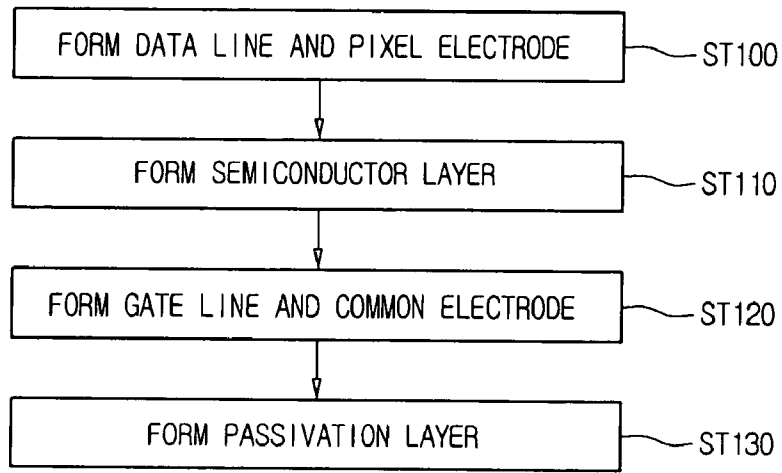 FORM DATA LINE AND PIXEL ELECTRODE
ST100
FORM SEMICONDUCTOR LAYER
ST110
FORM GATE LINE AND COMMON ELECTRODE
ST120
FORM PASSIVATION LAYER
ST130